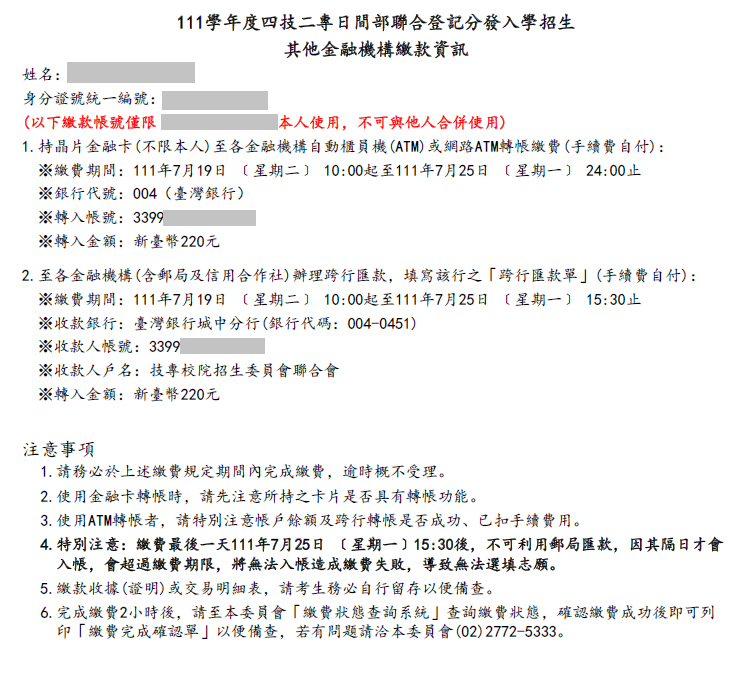 111學年度四技二專日間部聯合登記分發入學招生
其他金融機構繳款資訊
姓名:
身分證號統一編號:
(以下繳款帳號僅限 本人使用，不可與他人合併使用)
1.持晶片金融卡(不限本人)至各金融機構自動櫃員機(ATM)或網路ATM轉帳繳費(手續費自付):
※繳費期間: 111年7月19日 〔星期二〕 10:00起至111年7月25日 〔星期一〕 24:00止
※銀行代號: 004 (臺灣銀行)
※轉入帳號: 3399
※轉入金額: 新臺幣220元
2.至各金融機構(含郵局及信用合作社)辦理跨行匯款，填寫該行之「跨行匯款單」(手續費自付):
※繳費期間: 111年7月19日 〔星期二〕 10:00起至111年7月25日 〔星期一〕 15:30止
※收款銀行: 臺灣銀行城中分行(銀行代碼: 004-0451)
※收款人帳號: 3399
※收款人戶名: 技專校院招生委員會聯合會
※轉入金額: 新臺幣220元
注意事項
1.請務必於上述繳費規定期間內完成繳費，逾時概不受理。
2.使用金融卡轉帳時，請先注意所持之卡片是否具有轉帳功能。
3.使用ATM轉帳者，請特別注意帳戶餘額及跨行轉帳是否成功、已扣手續費用。
4.特別注意: 繳費最後一天111年7月25日 〔星期一〕15:30後，不可利用郵局匯款，因其隔日才會
入帳，會超過繳費期限，將無法入帳造成繳費失敗，導致無法選填志願。
5.繳款收據(證明)或交易明細表，請考生務必自行留存以便備查。
6.完成繳費2小時後，請至本委員會「繳費狀態查詢系統」查詢繳費狀態，確認繳費成功後即可列
印「繳費完成確認單」以便備查，若有問題請洽本委員會(02)2772-5333。